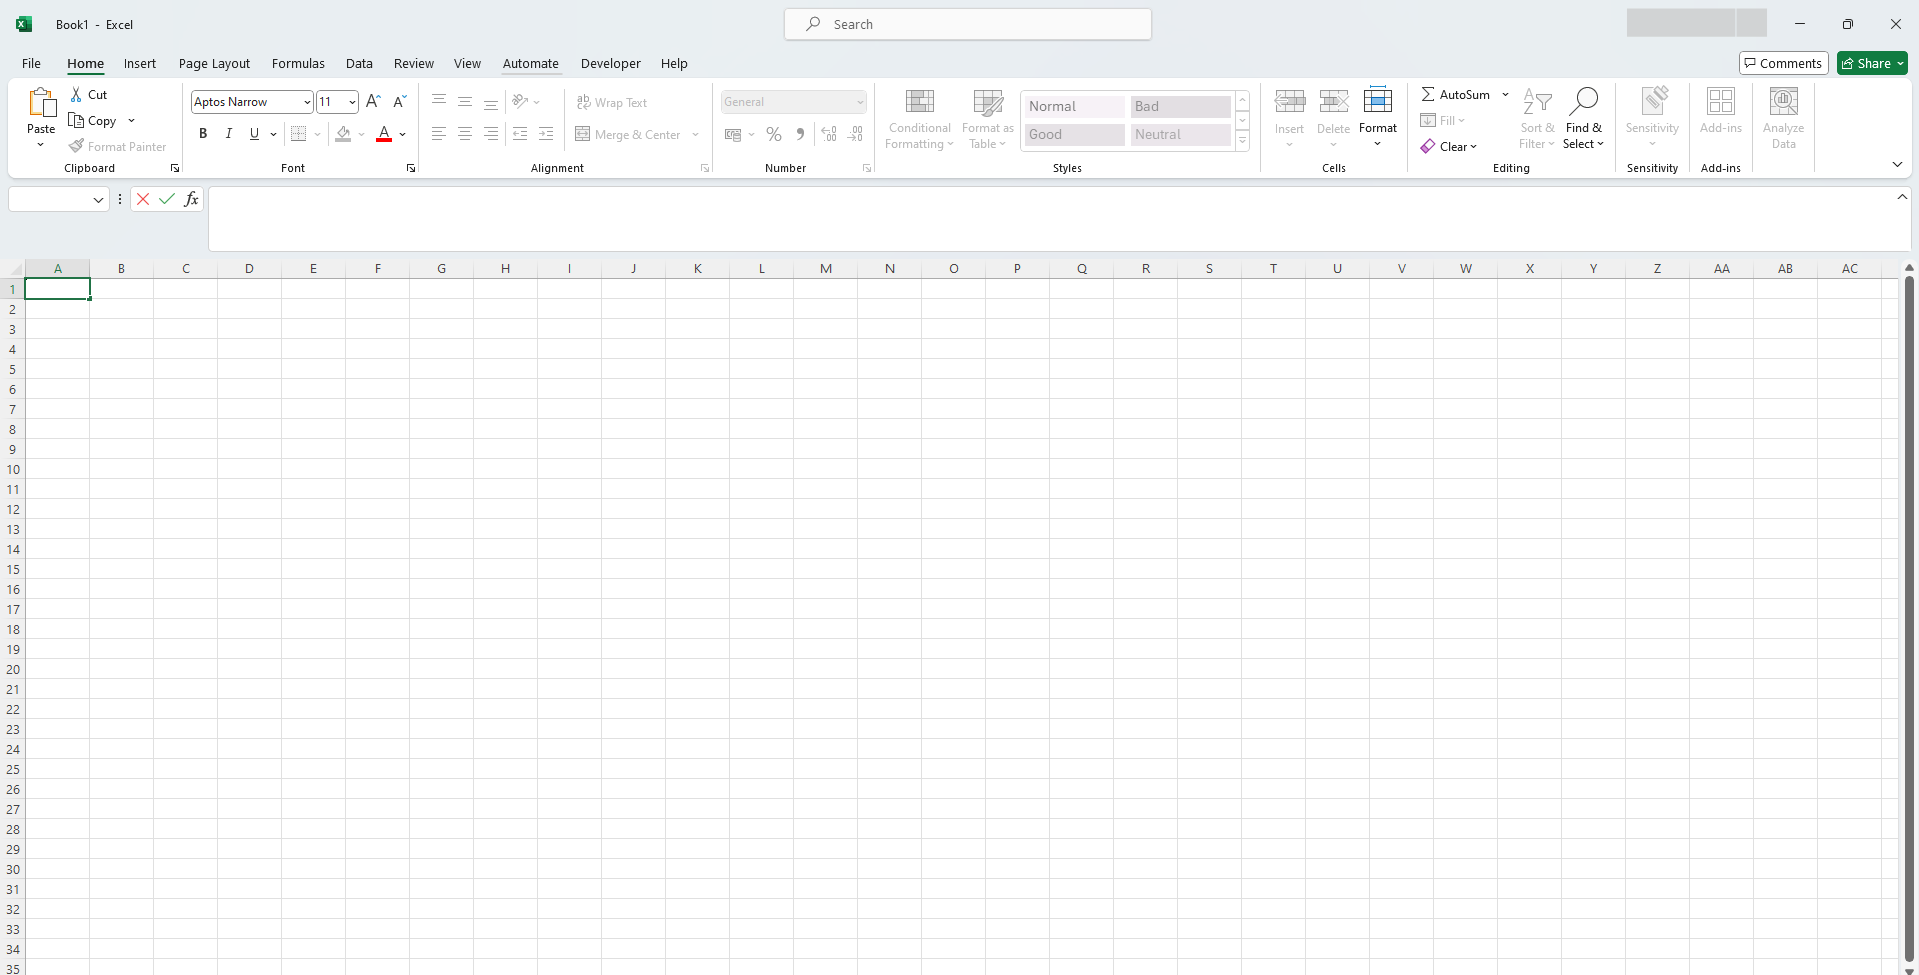 Book1 - Excel
Search
File Home Insert Page Layout Formulas Data Review View Automate Developer Help
Comments Share
Paste
Cut
Copy
Format Painter
Clipboard
Aptos Narrow 11
B I U A
Font
Wrap Text
Merge & Center
Alignment
General
% 9
Number
Conditional Formatting
Format as Table
Normal Bad
Good Neutral
Styles
Insert Delete Format
Cells
AutoSum
Fill
Clear
Sort & Filter
Find & Select
Editing
Sensitivity
Sensitivity
Add-ins
Add-ins
Analyze Data
fx
A B C D E F G H I J K L M N O P Q R S T U V W X Y Z AA AB AC
1
2
3
4
5
6
7
8
9
10
11
12
13
14
15
16
17
18
19
20
21
22
23
24
25
26
27
28
29
30
31
32
33
34
35